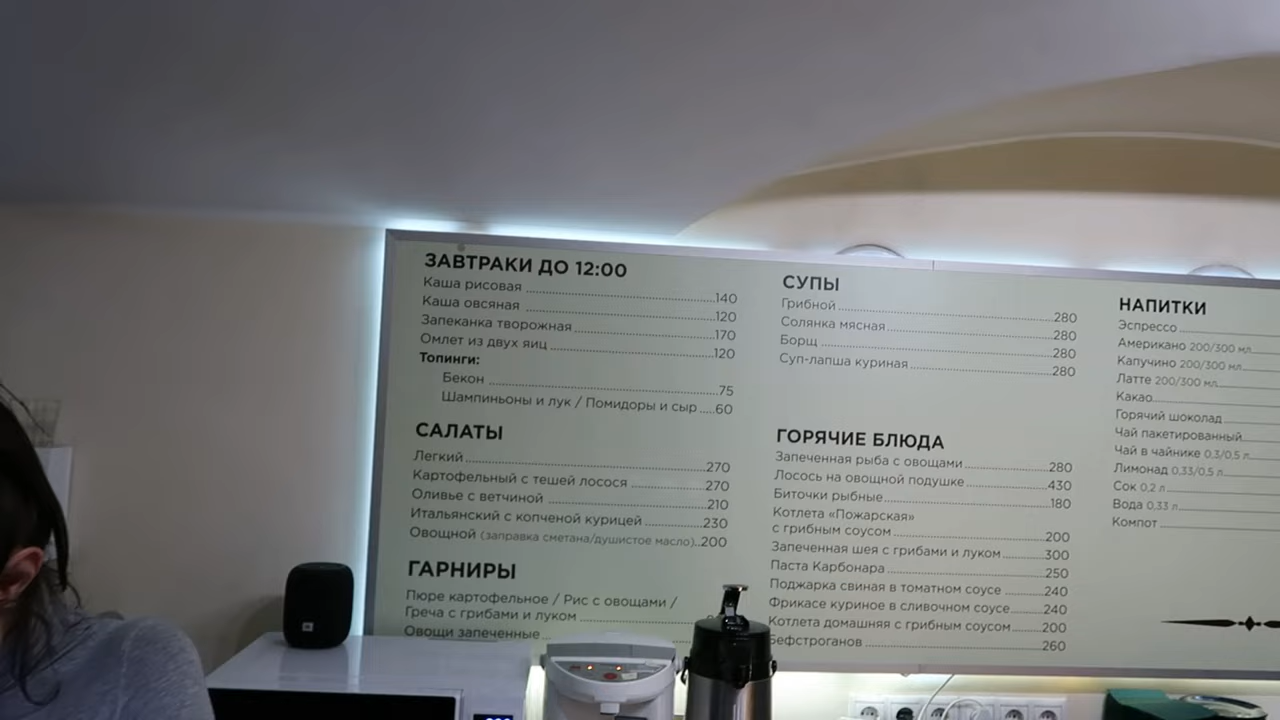 ЗАВТРАКИ ДО 12:00
Каша рисовая 140
Каша овсяная 120
Запеканка творожная 170
Омлет из двух яиц 120
Топинги:
Бекон 75
Шампиньоны и лук / Помидоры и сыр 60
САЛАТЫ
Легкий 270
Картофельный с тешей лосося 270
Оливье с ветчиной 210
Итальянский с копченой курицей 230
Овощной (заправка сметана/душистое масло) 200
ГАРНИРЫ
Пюре картофельное / Рис с овощами /
Греча с грибами и луком
Овощи запеченные
СУПЫ
Грибной 280
Солянка мясная 280
Борщ 280
Суп-лапша куриная 280
ГОРЯЧИЕ БЛЮДА
Запеченная рыба с овощами 280
Лосось на овощной подушке 430
Биточки рыбные 180
Котлета «Пожарская»
с грибным соусом 200
Запеченная шея с грибами и луком 300
Паста Карбонара 250
Поджарка свиная в томатном соусе 240
Фрикасе куриное в сливочном соусе 240
Котлета домашняя с грибным соусом 200
Бефстроганов 260
НАПИТКИ
Эспрессо
Американо 200/300 мл
Капучино 200/300 мл
Латте 200/300 мл
Какао
Горячий шоколад
Чай пакетированный
Чай в чайнике 0,3/0,5 л
Лимонад 0,33/0,5 л
Сок 0,2 л
Вода 0,33 л
Компот